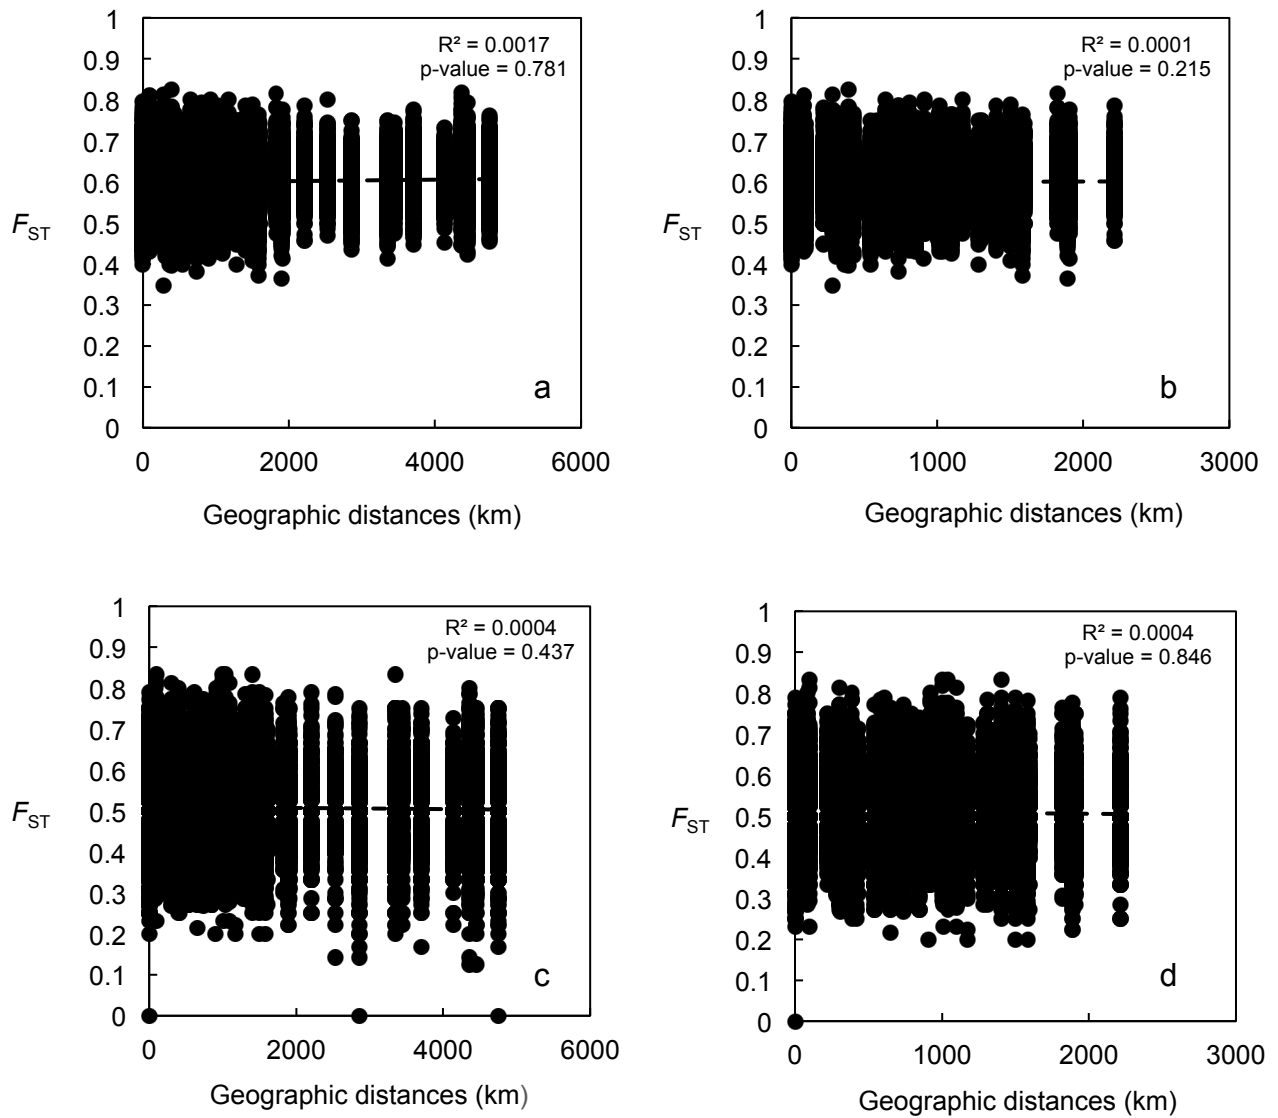 R² = 0.0017
p-value = 0.781
1
0.9
0.8
0.7
0.6
0.5
0.4
0.3
0.2
0.1
0
F_ST
a
0 2000 4000 6000
Geographic distances (km)
R² = 0.0001
p-value = 0.215
1
0.9
0.8
0.7
0.6
0.5
0.4
0.3
0.2
0.1
0
F_ST
b
0 1000 2000 3000
Geographic distances (km)
R² = 0.0004
p-value = 0.437
1
0.9
0.8
0.7
0.6
0.5
0.4
0.3
0.2
0.1
0
F_ST
c
0 2000 4000 6000
Geographic distances (km)
R² = 0.0004
p-value = 0.846
1
0.9
0.8
0.7
0.6
0.5
0.4
0.3
0.2
0.1
0
F_ST
d
0 1000 2000 3000
Geographic distances (km)